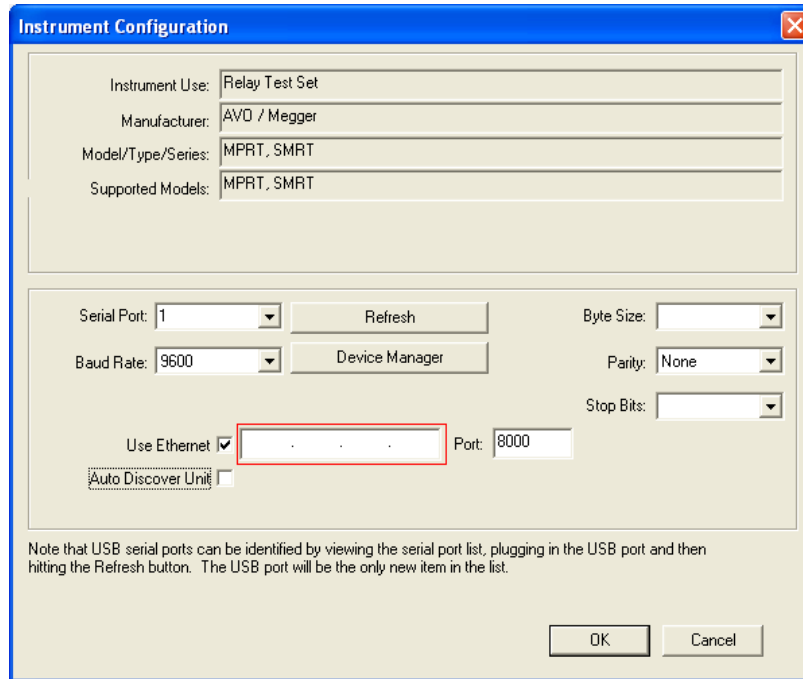 Instrument Configuration
Instrument Use: Relay Test Set
Manufacturer: AVO / Megger
Model/Type/Series: MPRT, SMRT
Supported Models: MPRT, SMRT
Serial Port: 1 Refresh Byte Size:
Baud Rate: 9600 Device Manager Parity: None
Stop Bits:
Use Ethernet . . . Port: 8000
Auto Discover Unit
Note that USB serial ports can be identified by viewing the serial port list, plugging in the USB port and then
hitting the Refresh button. The USB port will be the only new item in the list.
OK Cancel